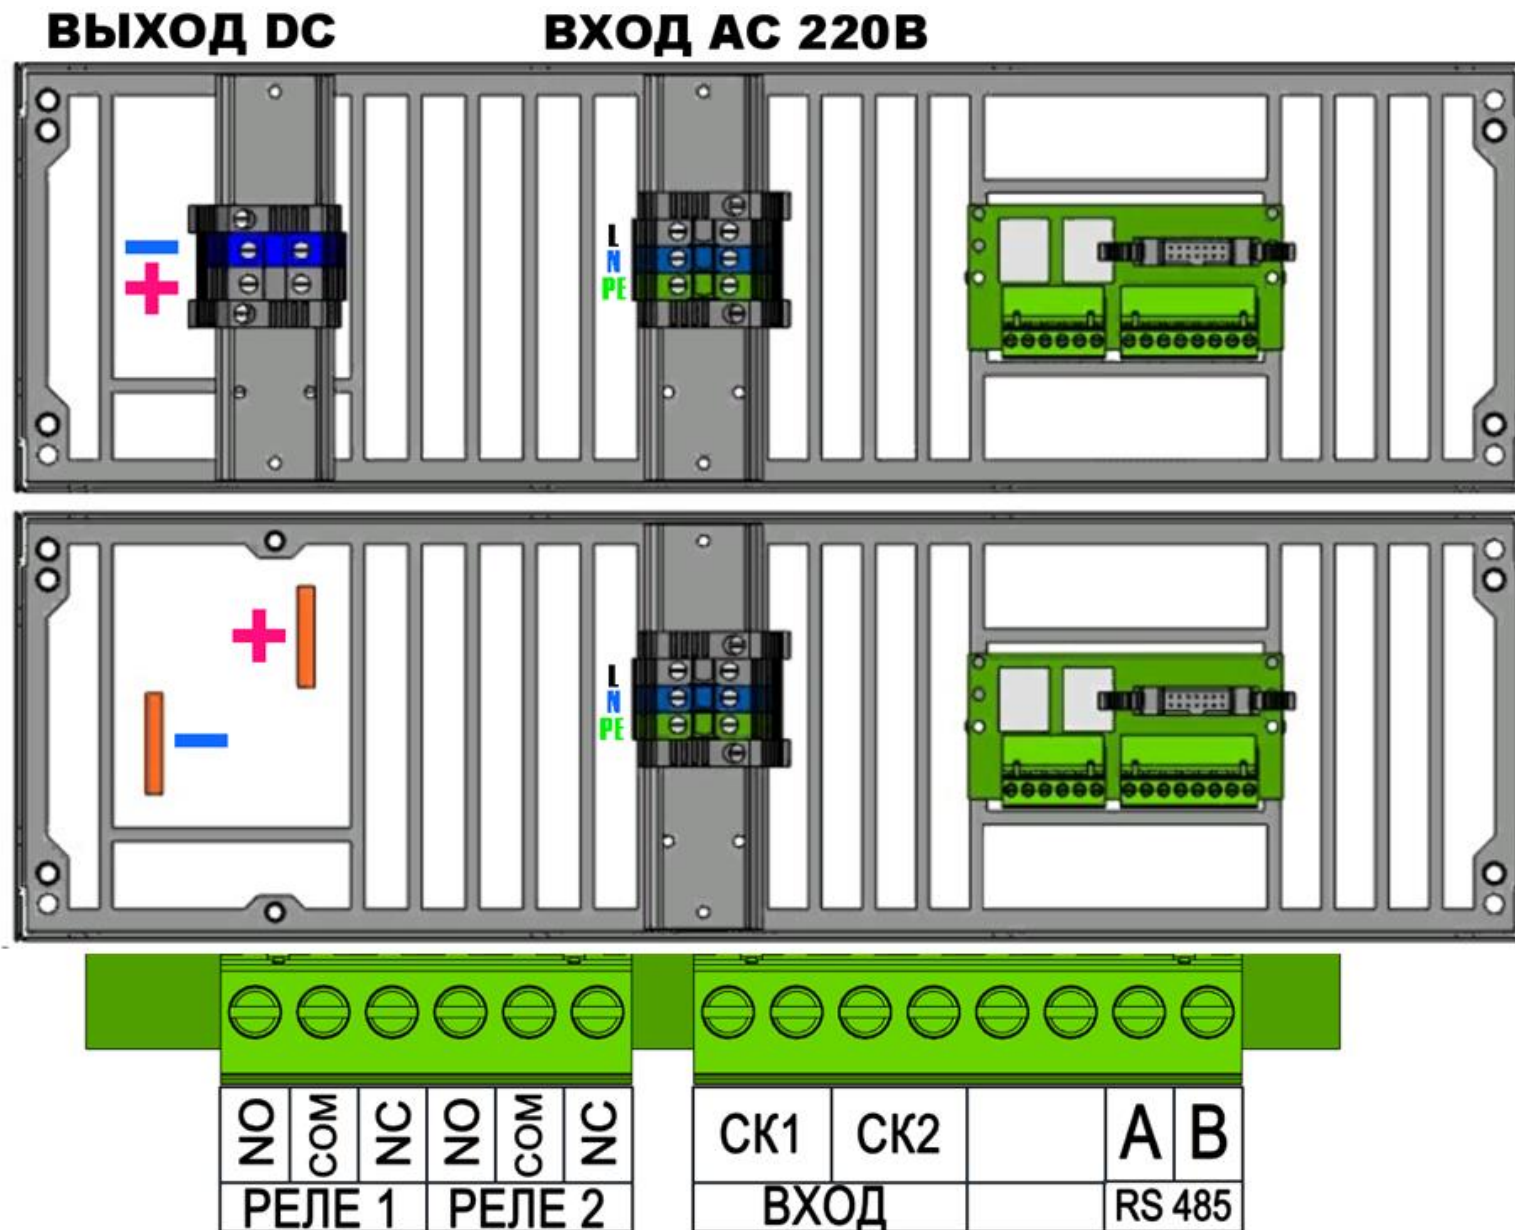 ВЫХОД DC
ВХОД AC 220В
L
N
PE
L
N
PE
NO COM NC NO COM NC
СК1 СК2 A B
РЕЛЕ 1 РЕЛЕ 2 ВХОД RS 485